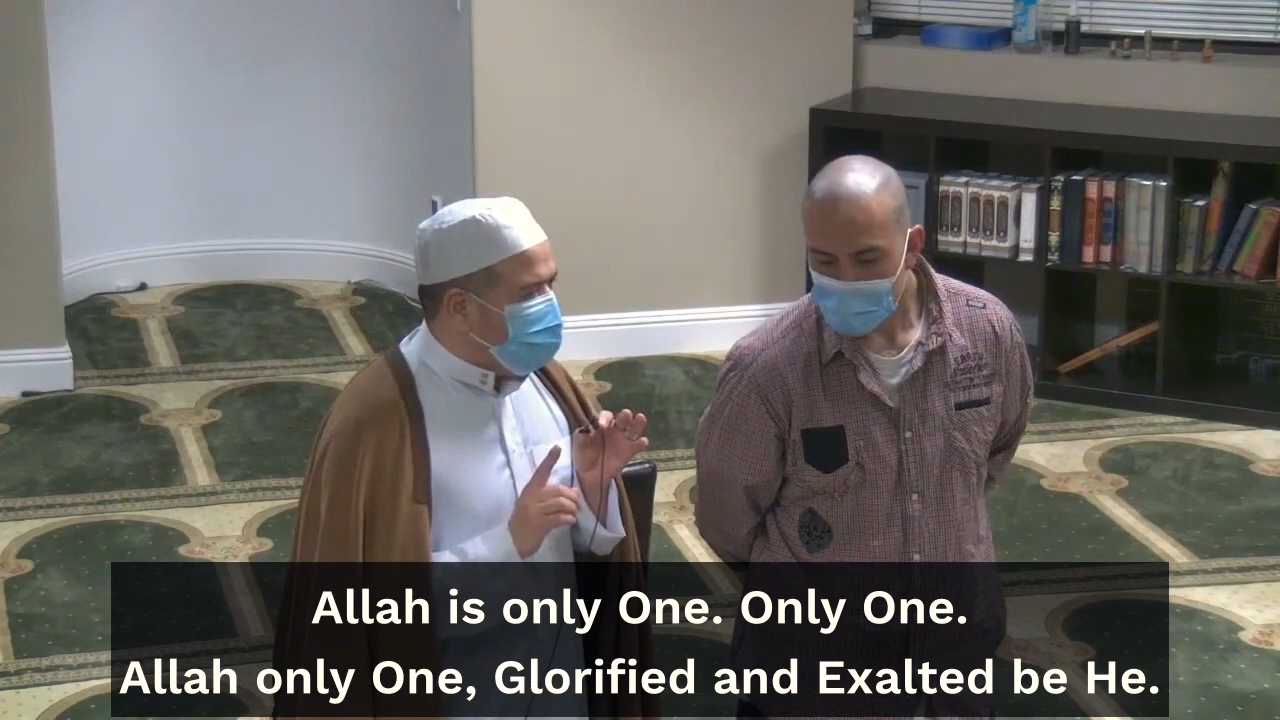 Allah is only One. Only One.
Allah only One, Glorified and Exalted be He.